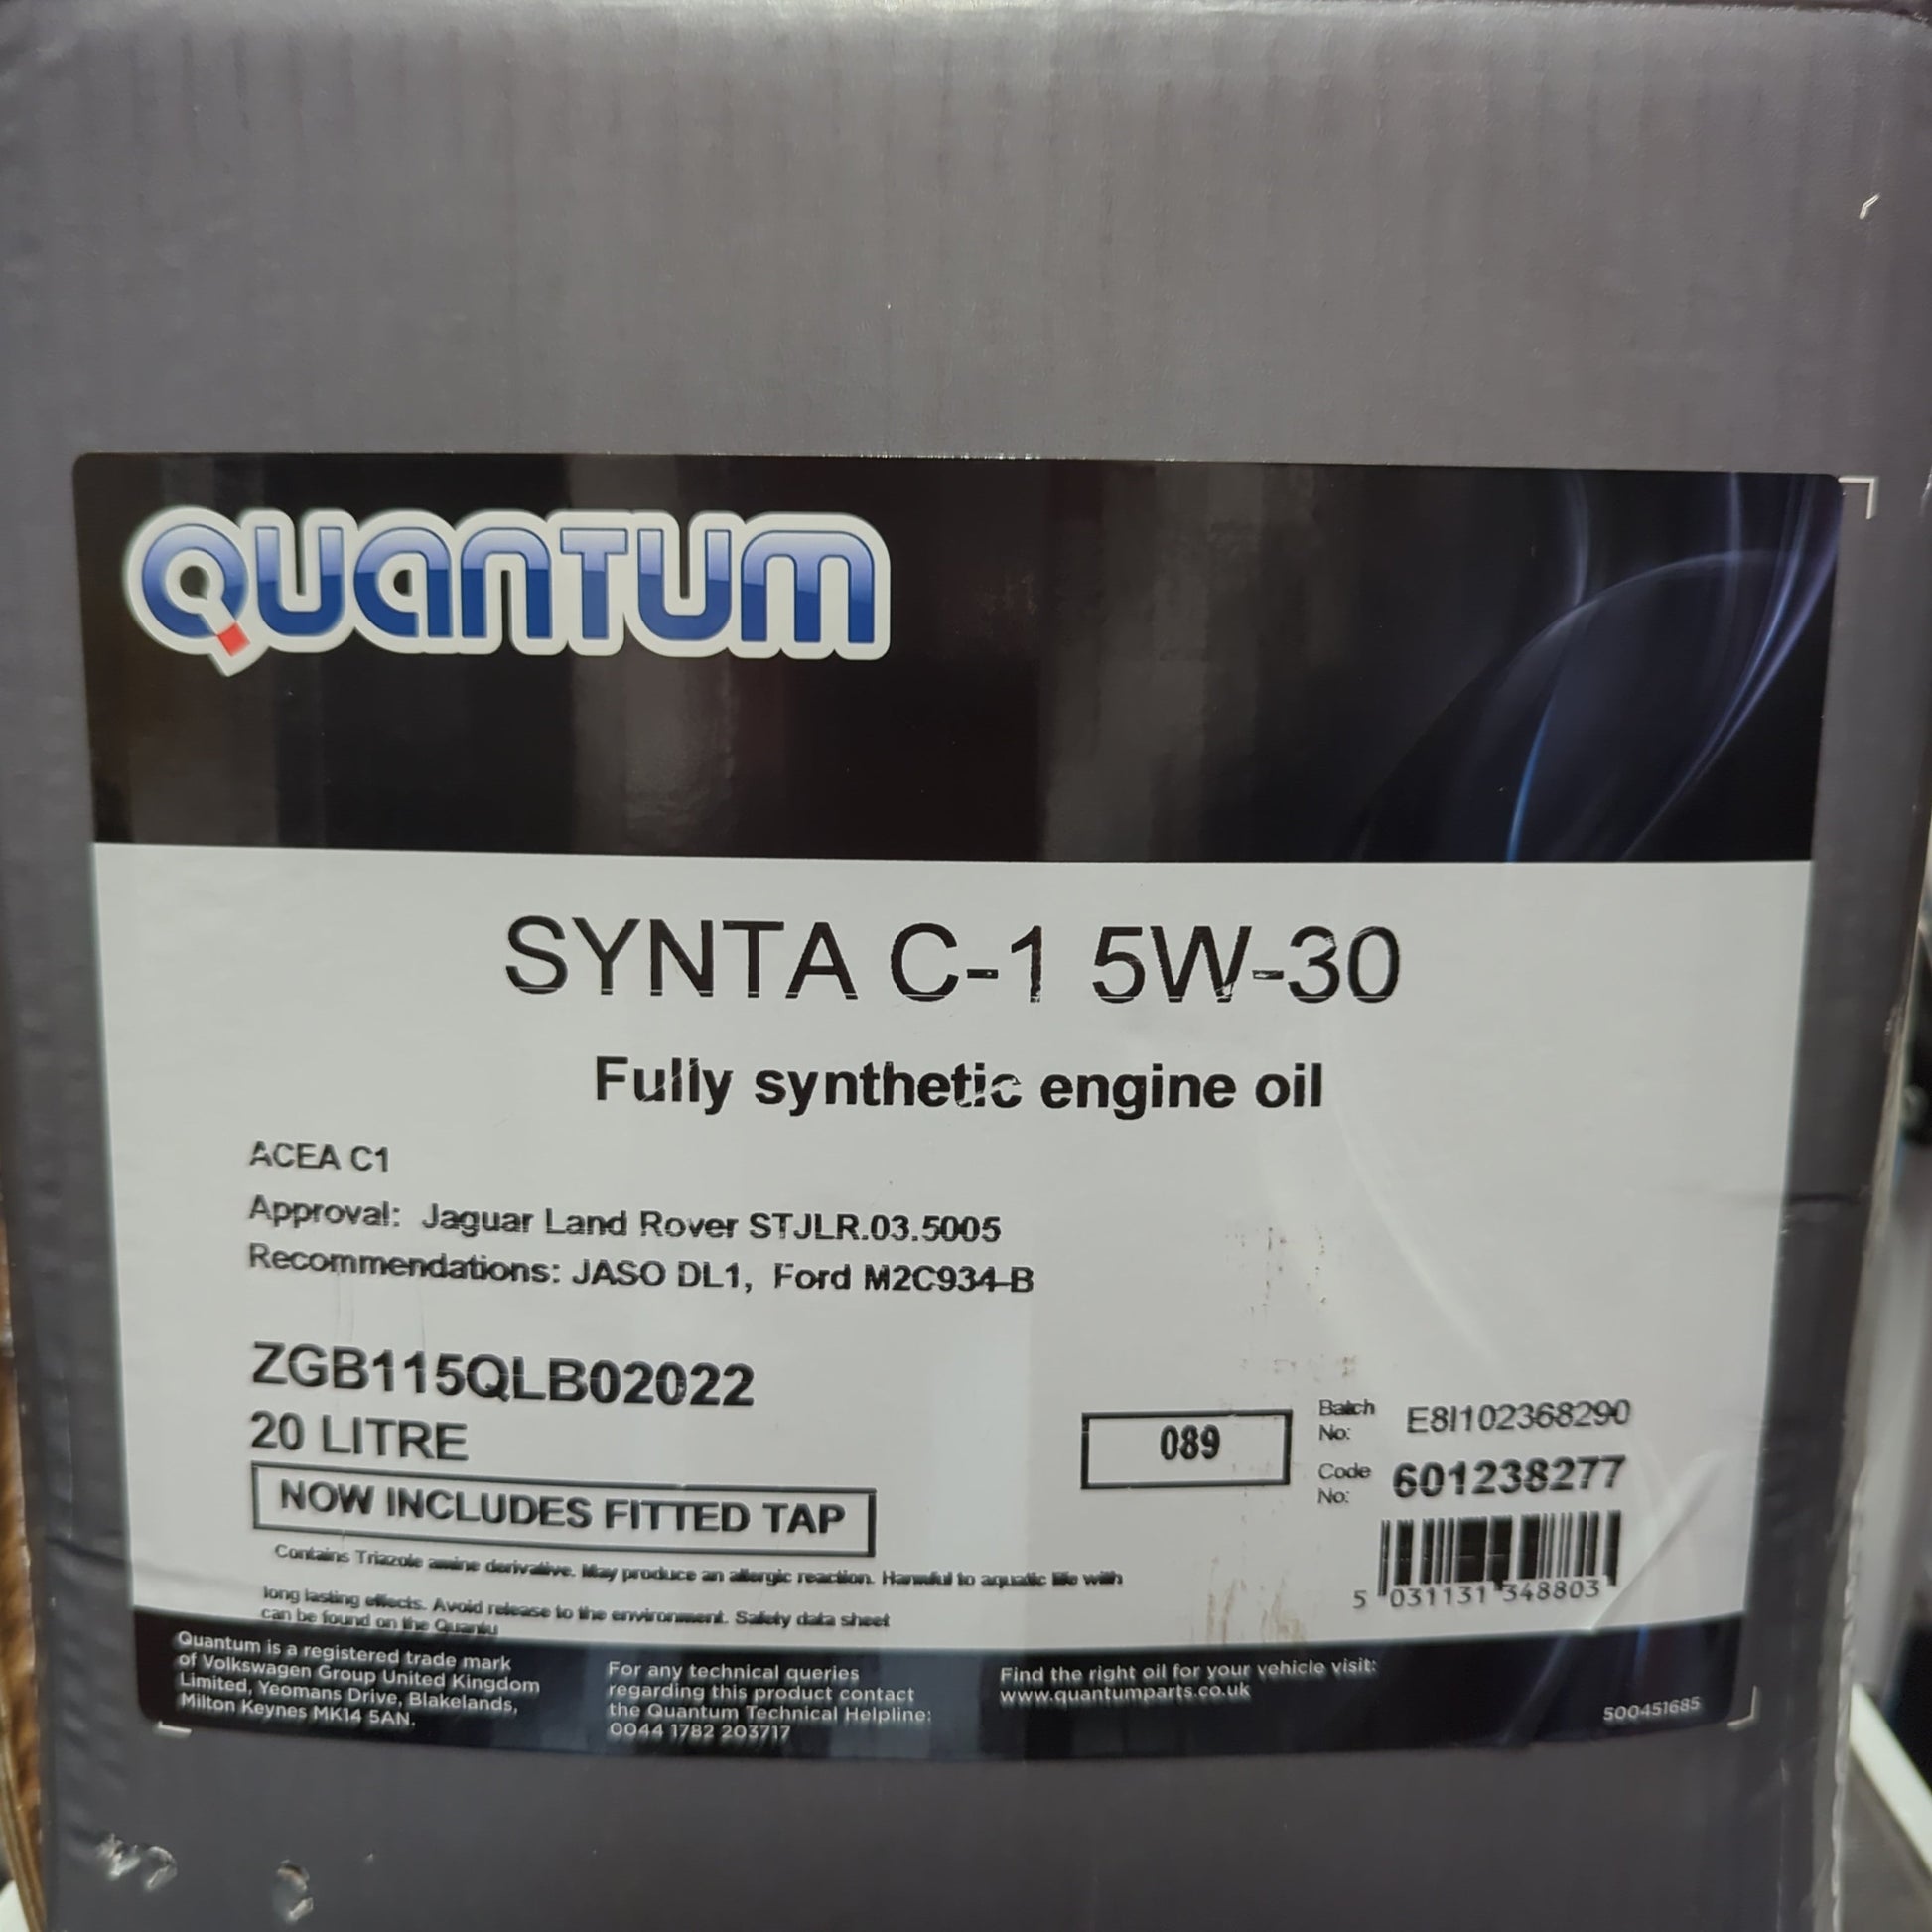 QUANTUM
SYNTA C-1 5W-30
Fully synthetic engine oil
ACEA C1
Approval: Jaguar Land Rover STJLR.03.5005
Recommendations: JASO DL1, Ford M2C934-B
ZGB115QLB02022
20 LITRE
NOW INCLUDES FITTED TAP
089
Batch No: E8I102368290
Code No: 601238277
5 031131 348803
Contains Triazole amine derivative. May produce an allergic reaction. Harmful to aquatic life with
long lasting effects. Avoid release to the environment. Safety data sheet
can be found on the Quantu
Quantum is a registered trade mark
of Volkswagen Group United Kingdom
Limited, Yeomans Drive, Blakelands,
Milton Keynes MK14 5AN.
For any technical queries
regarding this product contact
the Quantum Technical Helpline:
0044 1782 203717
Find the right oil for your vehicle visit:
www.quantumparts.co.uk
500451685